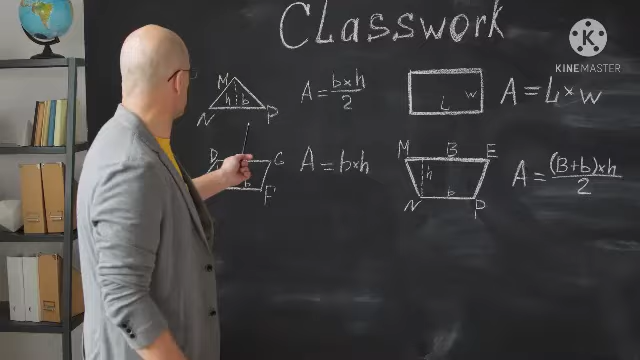 Classwork
KINEMASTER
M
h b
N P
A = b×h/2
L W
A = L×W
D G
b
F
A = b×h
M B E
h
b
N P
A = (B+b)×h/2